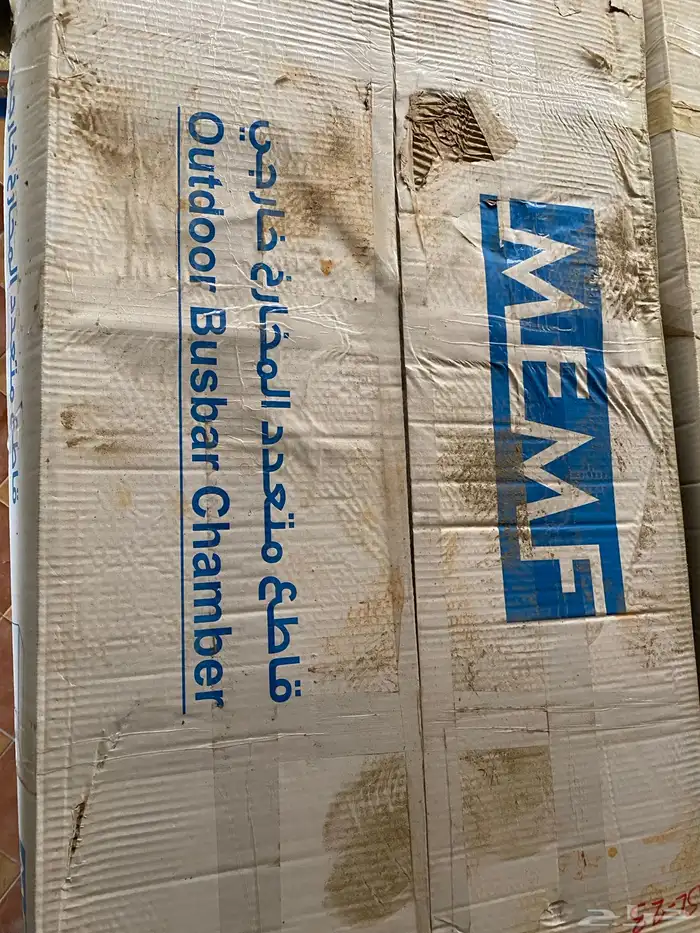 MEMF
قاطع متعدد المخارج خارجي
Outdoor Busbar Chamber